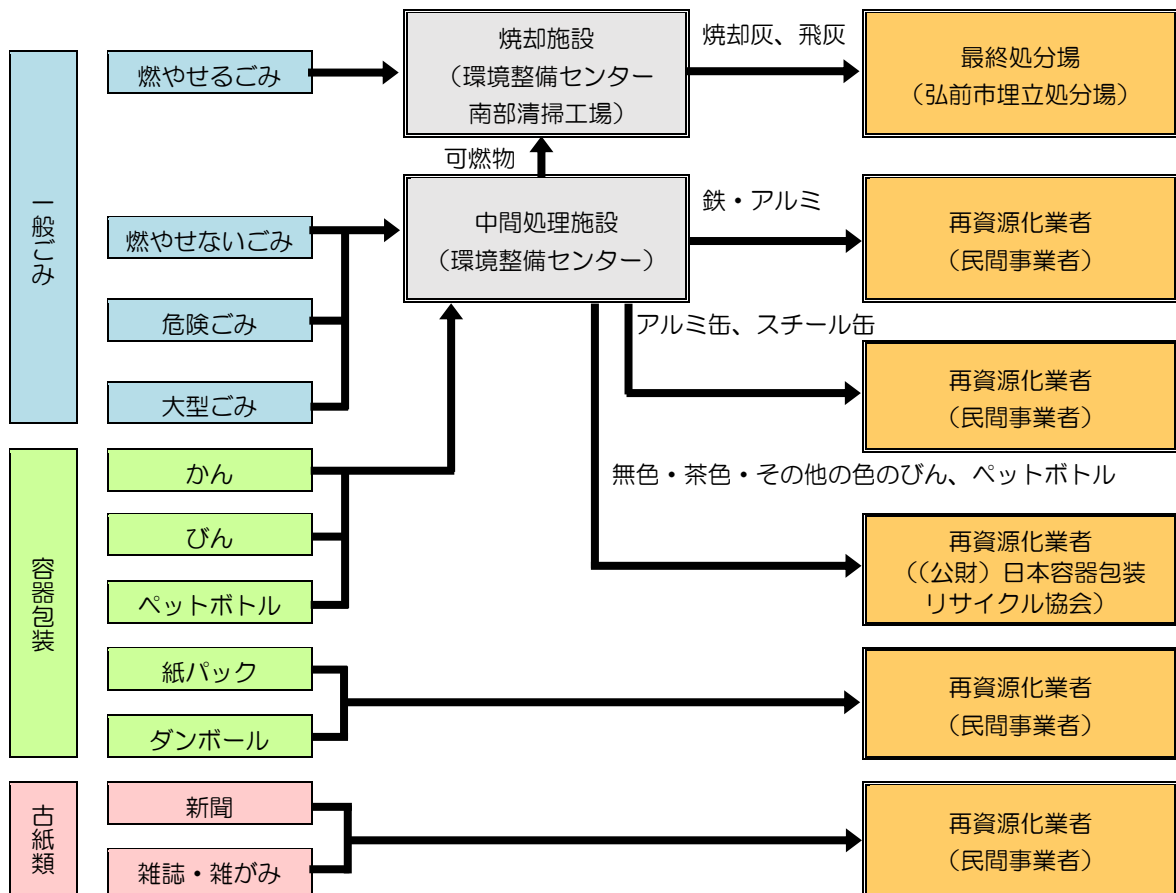 一般ごみ
燃やせるごみ
焼却施設
(環境整備センター
南部清掃工場)
焼却灰、飛灰
最終処分場
(弘前市埋立処分場)
可燃物
燃やせないごみ
危険ごみ
大型ごみ
中間処理施設
(環境整備センター)
鉄・アルミ
再資源化業者
(民間事業者)
アルミ缶、スチール缶
再資源化業者
(民間事業者)
容器包装
かん
びん
ペットボトル
無色・茶色・その他の色のびん、ペットボトル
再資源化業者
((公財)日本容器包装
リサイクル協会)
紙パック
ダンボール
再資源化業者
(民間事業者)
古紙類
新聞
雑誌・雑がみ
再資源化業者
(民間事業者)